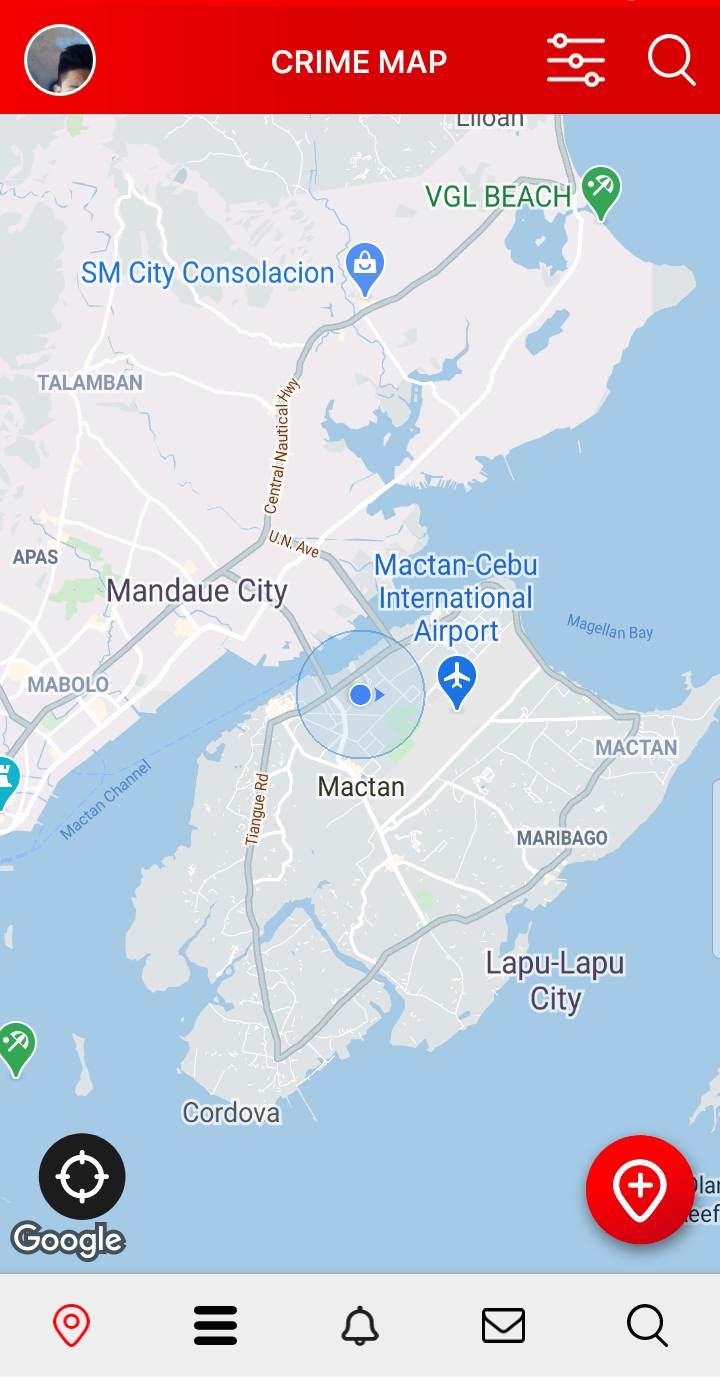 CRIME MAP
Liloan
VGL BEACH
SM City Consolacion
TALAMBAN
Central Nautical Hwy
U.N. Ave
APAS
Mactan-Cebu
International
Airport
Mandaue City
Magellan Bay
MABOLO
MACTAN
Mactan Channel
Mactan
Tiangue Rd
MARIBAGO
Lapu-Lapu
City
Cordova
Google